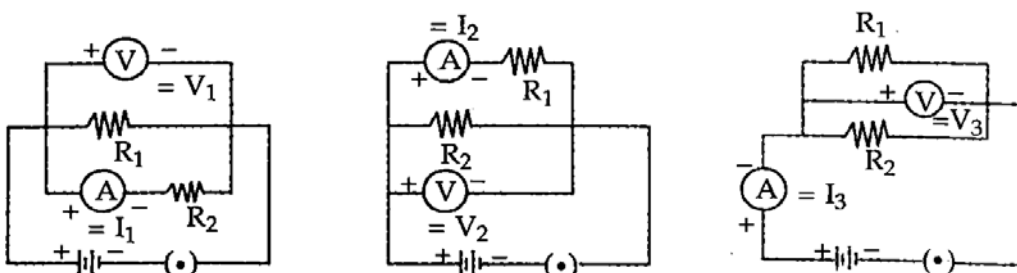 + V −
= V1
R1
+ A −
= I1
R2
+ −
= I2
+ A −
R1
R2
+ V −
= V2
+ −
R1
+ V −
=V3
R2
−
A = I3
+
+ −